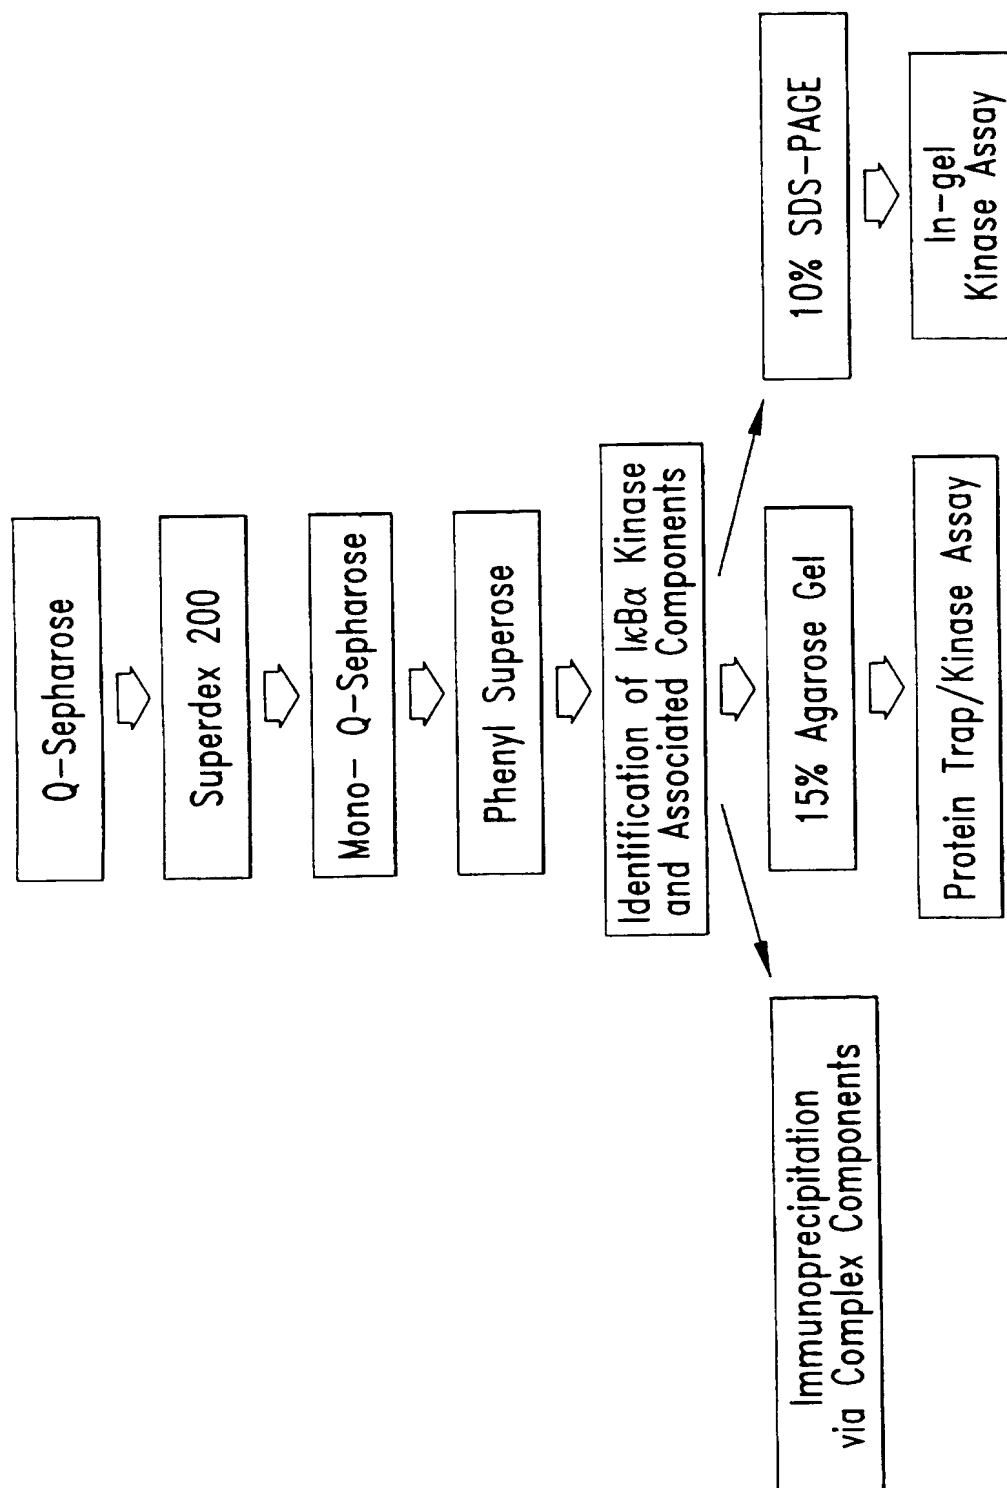 Q-Sepharose
Superdex 200
Mono- Q-Sepharose
Phenyl Superose
Identification of IκBα Kinase
and Associated Components
Immunoprecipitation
via Complex Components
15% Agarose Gel
Protein Trap/Kinase Assay
10% SDS-PAGE
In-gel
Kinase Assay